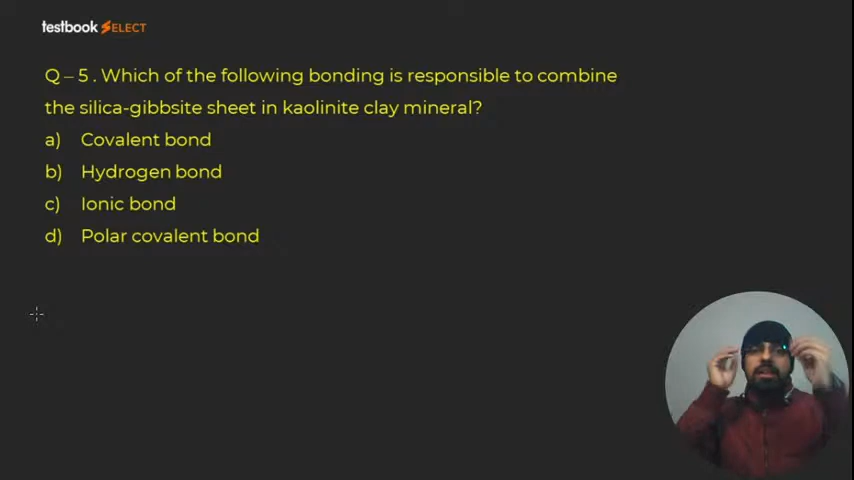 testbook SELECT
Q – 5 . Which of the following bonding is responsible to combine
the silica-gibbsite sheet in kaolinite clay mineral?
a) Covalent bond
b) Hydrogen bond
c) Ionic bond
d) Polar covalent bond